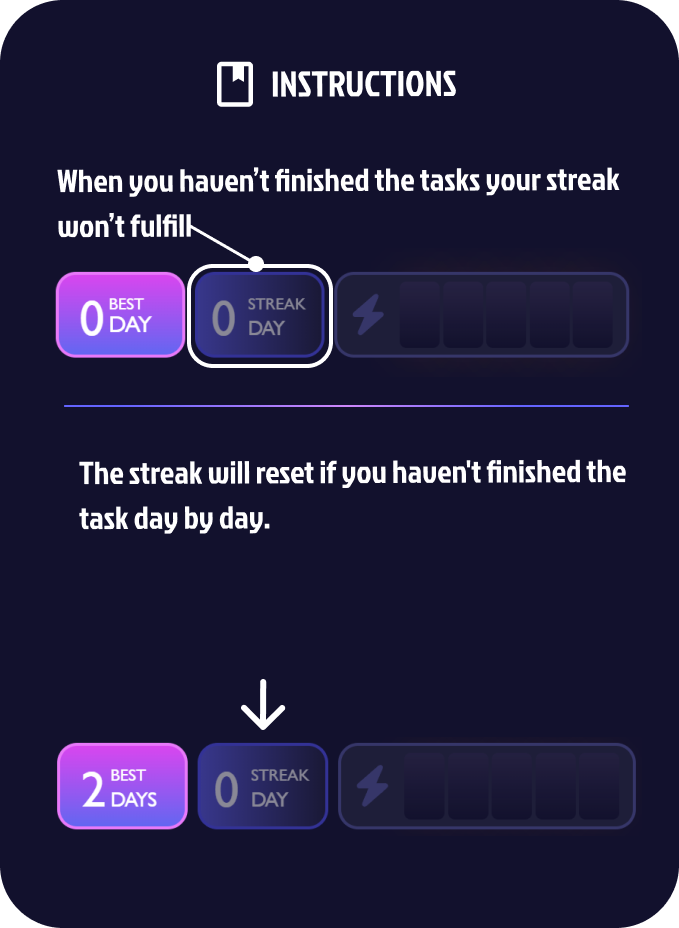 INSTRUCTIONS
When you haven’t finished the tasks your streak
won’t fulfill
0 BEST DAY
0 STREAK DAY
The streak will reset if you haven't finished the
task day by day.
2 BEST DAYS
0 STREAK DAY